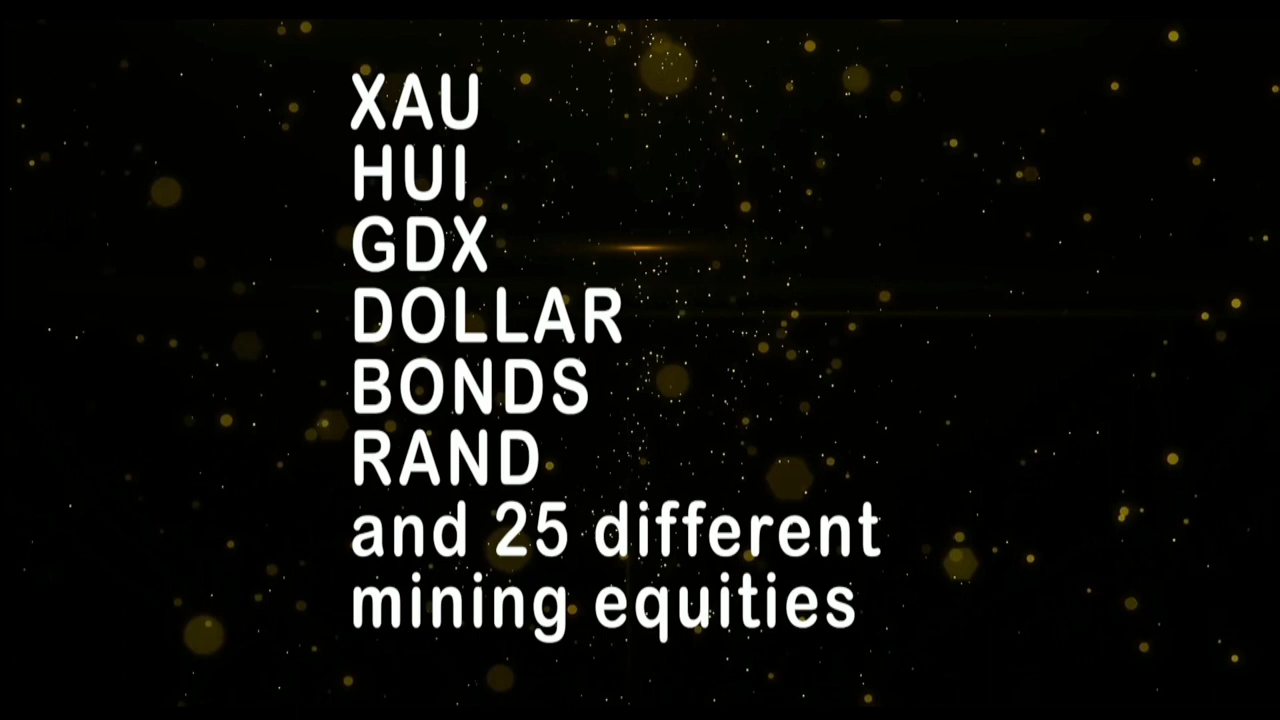 XAU
HUI
GDX
DOLLAR
BONDS
RAND
and 25 different
mining equities